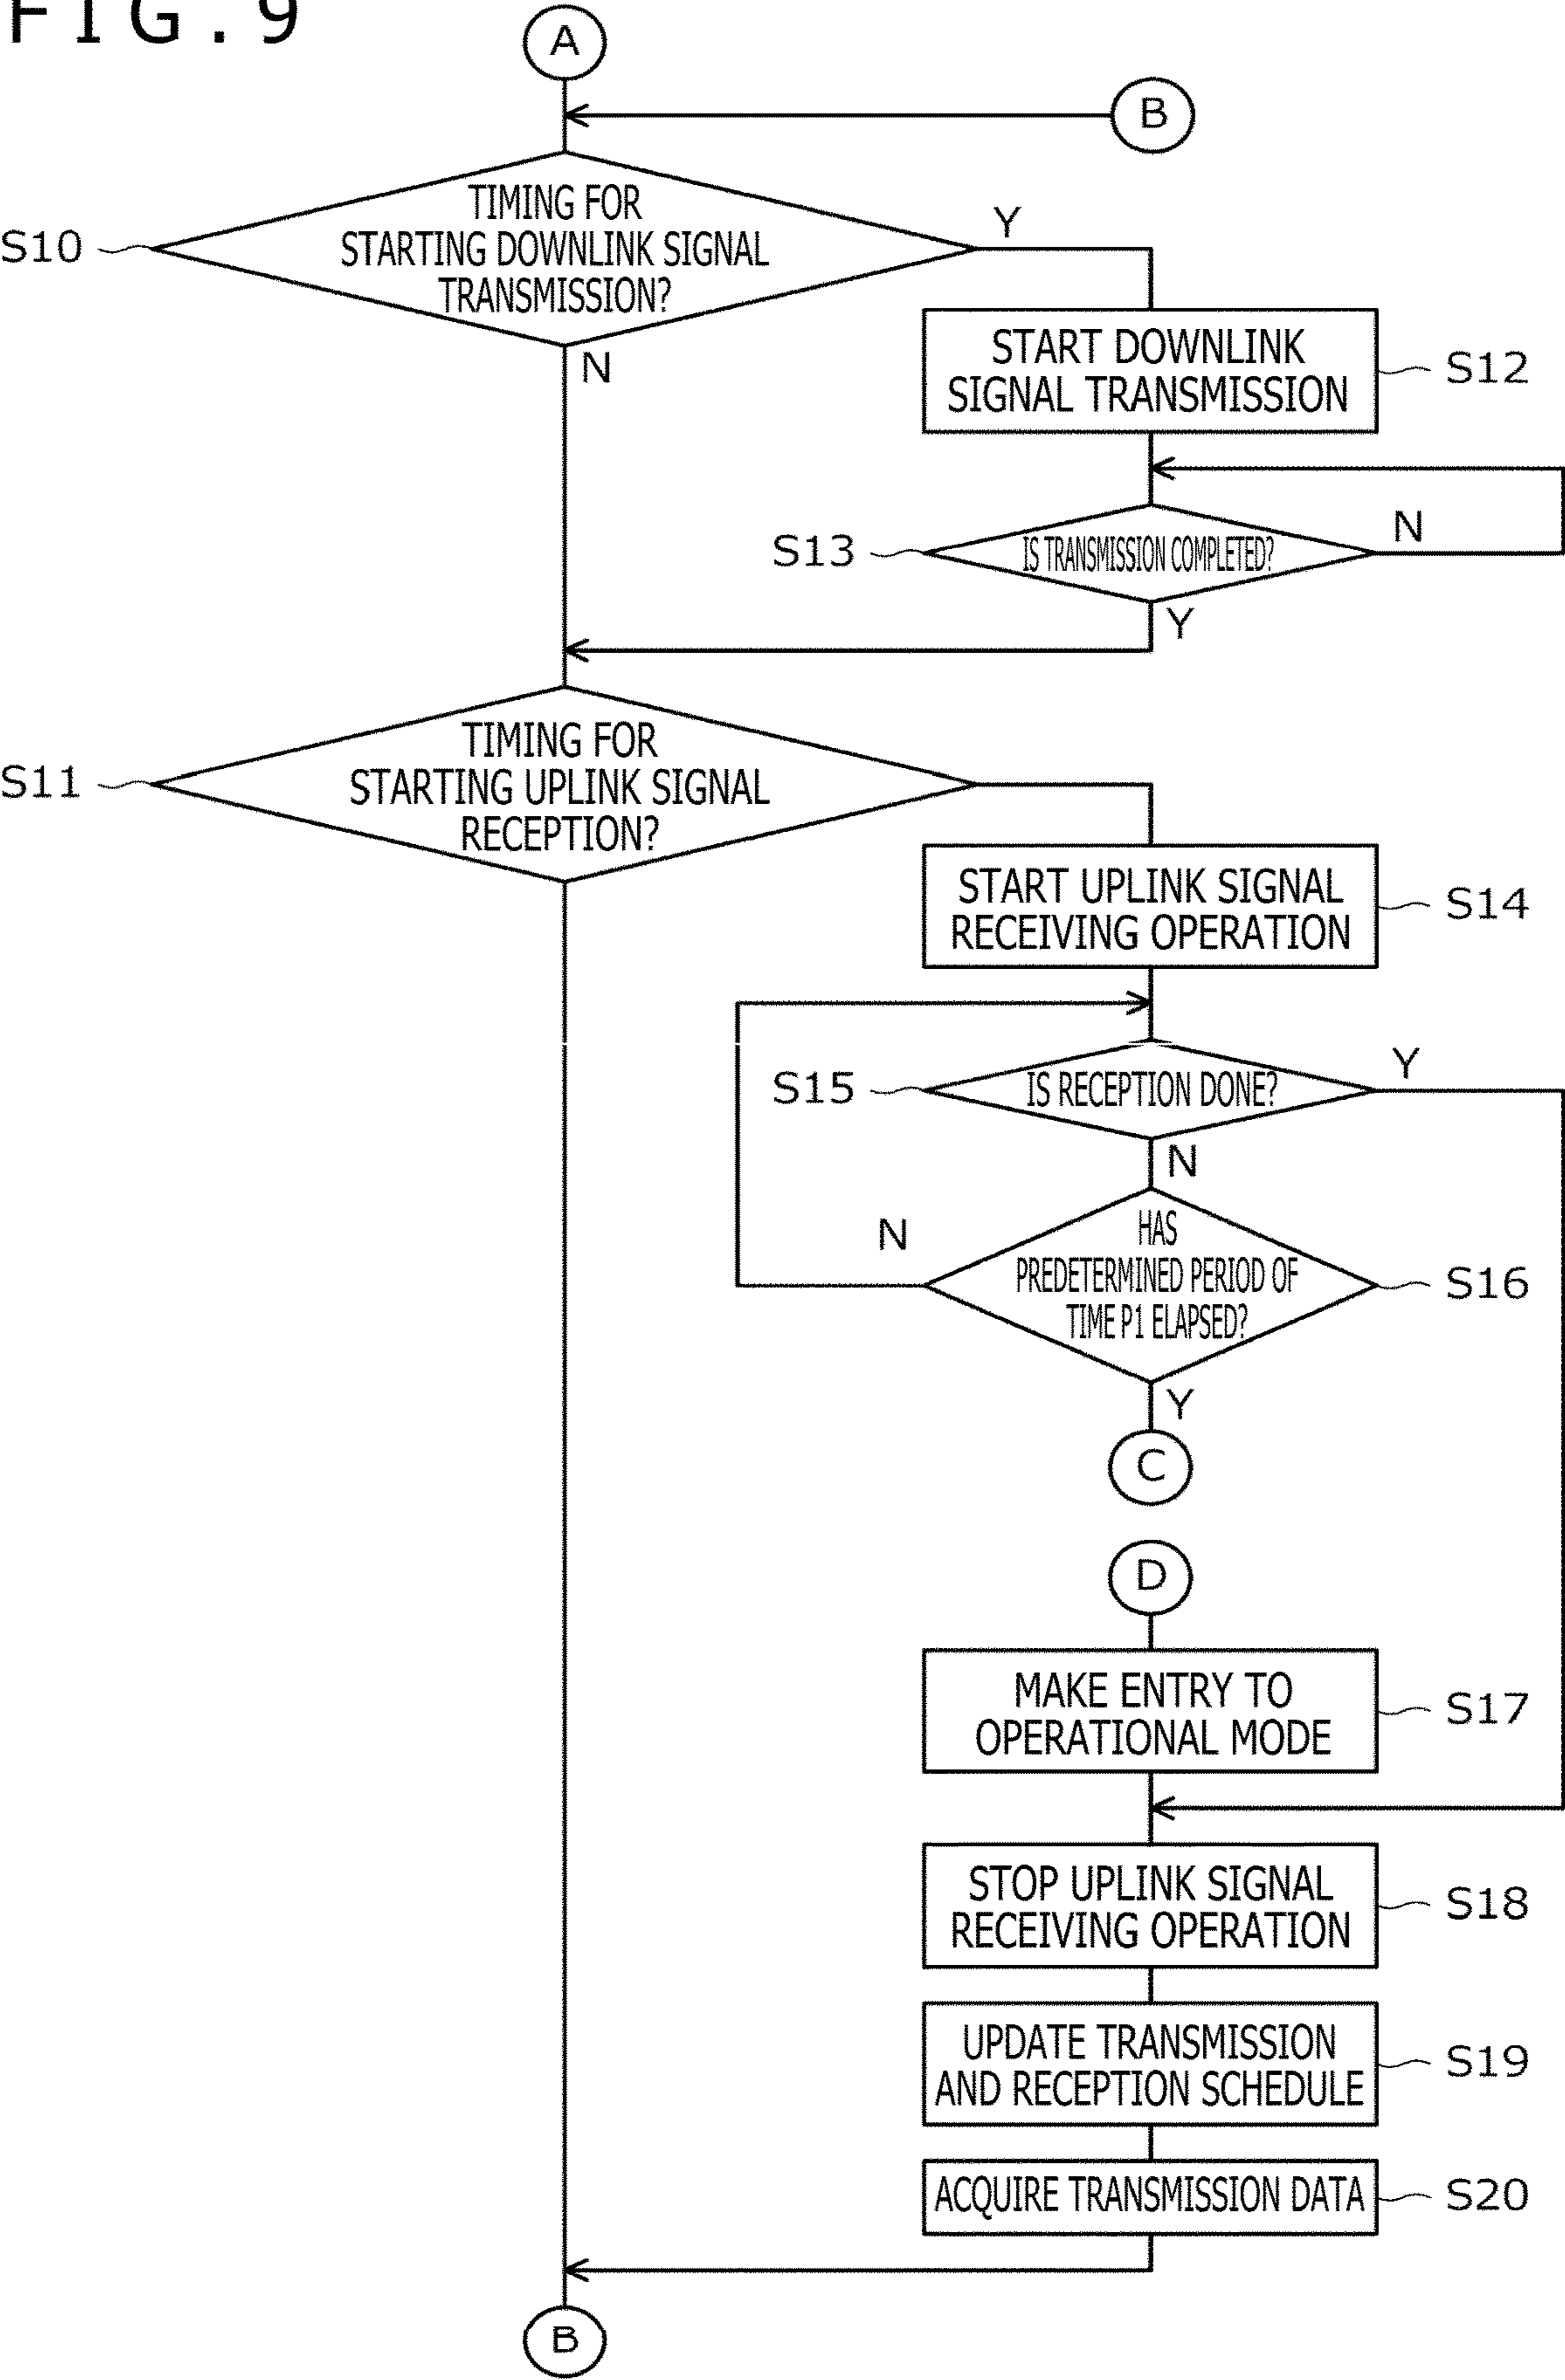 FIG.9
A
B
S10
TIMING FOR
STARTING DOWNLINK SIGNAL
TRANSMISSION?
Y
N
START DOWNLINK
SIGNAL TRANSMISSION
S12
S13
IS TRANSMISSION COMPLETED?
N
Y
S11
TIMING FOR
STARTING UPLINK SIGNAL
RECEPTION?
START UPLINK SIGNAL
RECEIVING OPERATION
S14
S15
IS RECEPTION DONE?
Y
N
N
HAS
PREDETERMINED PERIOD OF
TIME P1 ELAPSED?
S16
Y
C
D
MAKE ENTRY TO
OPERATIONAL MODE
S17
STOP UPLINK SIGNAL
RECEIVING OPERATION
S18
UPDATE TRANSMISSION
AND RECEPTION SCHEDULE
S19
ACQUIRE TRANSMISSION DATA
S20
B